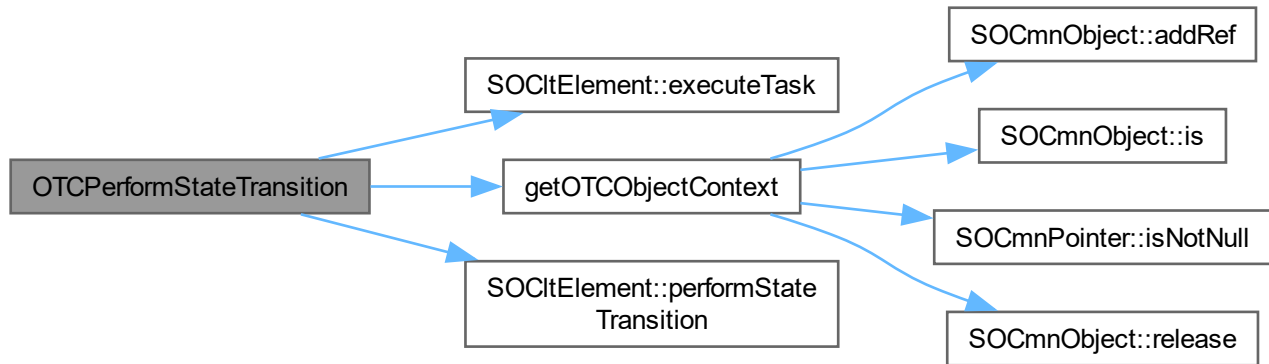 OTCPerformStateTransition
SOCltElement::executeTask
getOTCObjectContext
SOCltElement::performState
Transition
SOCmnObject::addRef
SOCmnObject::is
SOCmnPointer::isNotNull
SOCmnObject::release